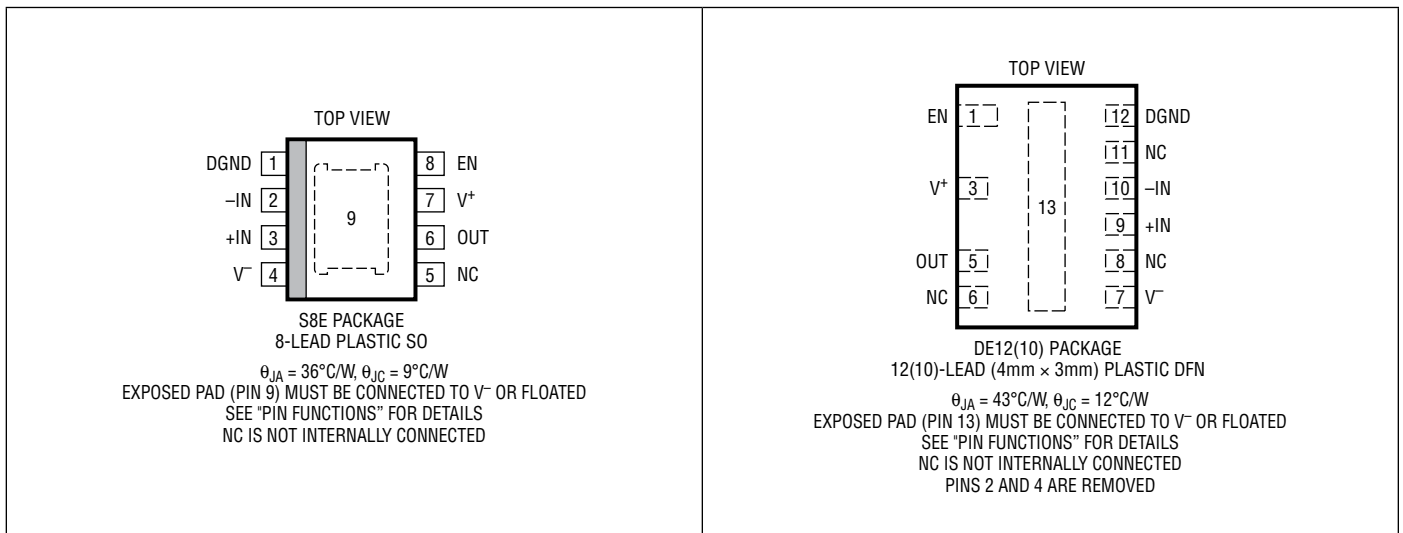 TOP VIEW
DGND 1
–IN 2
+IN 3
V– 4
9
8 EN
7 V+
6 OUT
5 NC
S8E PACKAGE
8-LEAD PLASTIC SO
θJA = 36°C/W, θJC = 9°C/W
EXPOSED PAD (PIN 9) MUST BE CONNECTED TO V– OR FLOATED
SEE "PIN FUNCTIONS” FOR DETAILS
NC IS NOT INTERNALLY CONNECTED
TOP VIEW
EN 1
V+ 3
OUT 5
NC 6
13
12 DGND
11 NC
10 –IN
9 +IN
8 NC
7 V–
DE12(10) PACKAGE
12(10)-LEAD (4mm × 3mm) PLASTIC DFN
θJA = 43°C/W, θJC = 12°C/W
EXPOSED PAD (PIN 13) MUST BE CONNECTED TO V– OR FLOATED
SEE "PIN FUNCTIONS” FOR DETAILS
NC IS NOT INTERNALLY CONNECTED
PINS 2 AND 4 ARE REMOVED